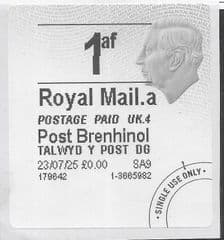 1af
Royal Mail.a
POSTAGE PAID UK.4
Post Brenhinol
TALWYD Y POST DG
23/07/25 £0.00 SA9
179642 1-3665982
SINGLE USE ONLY